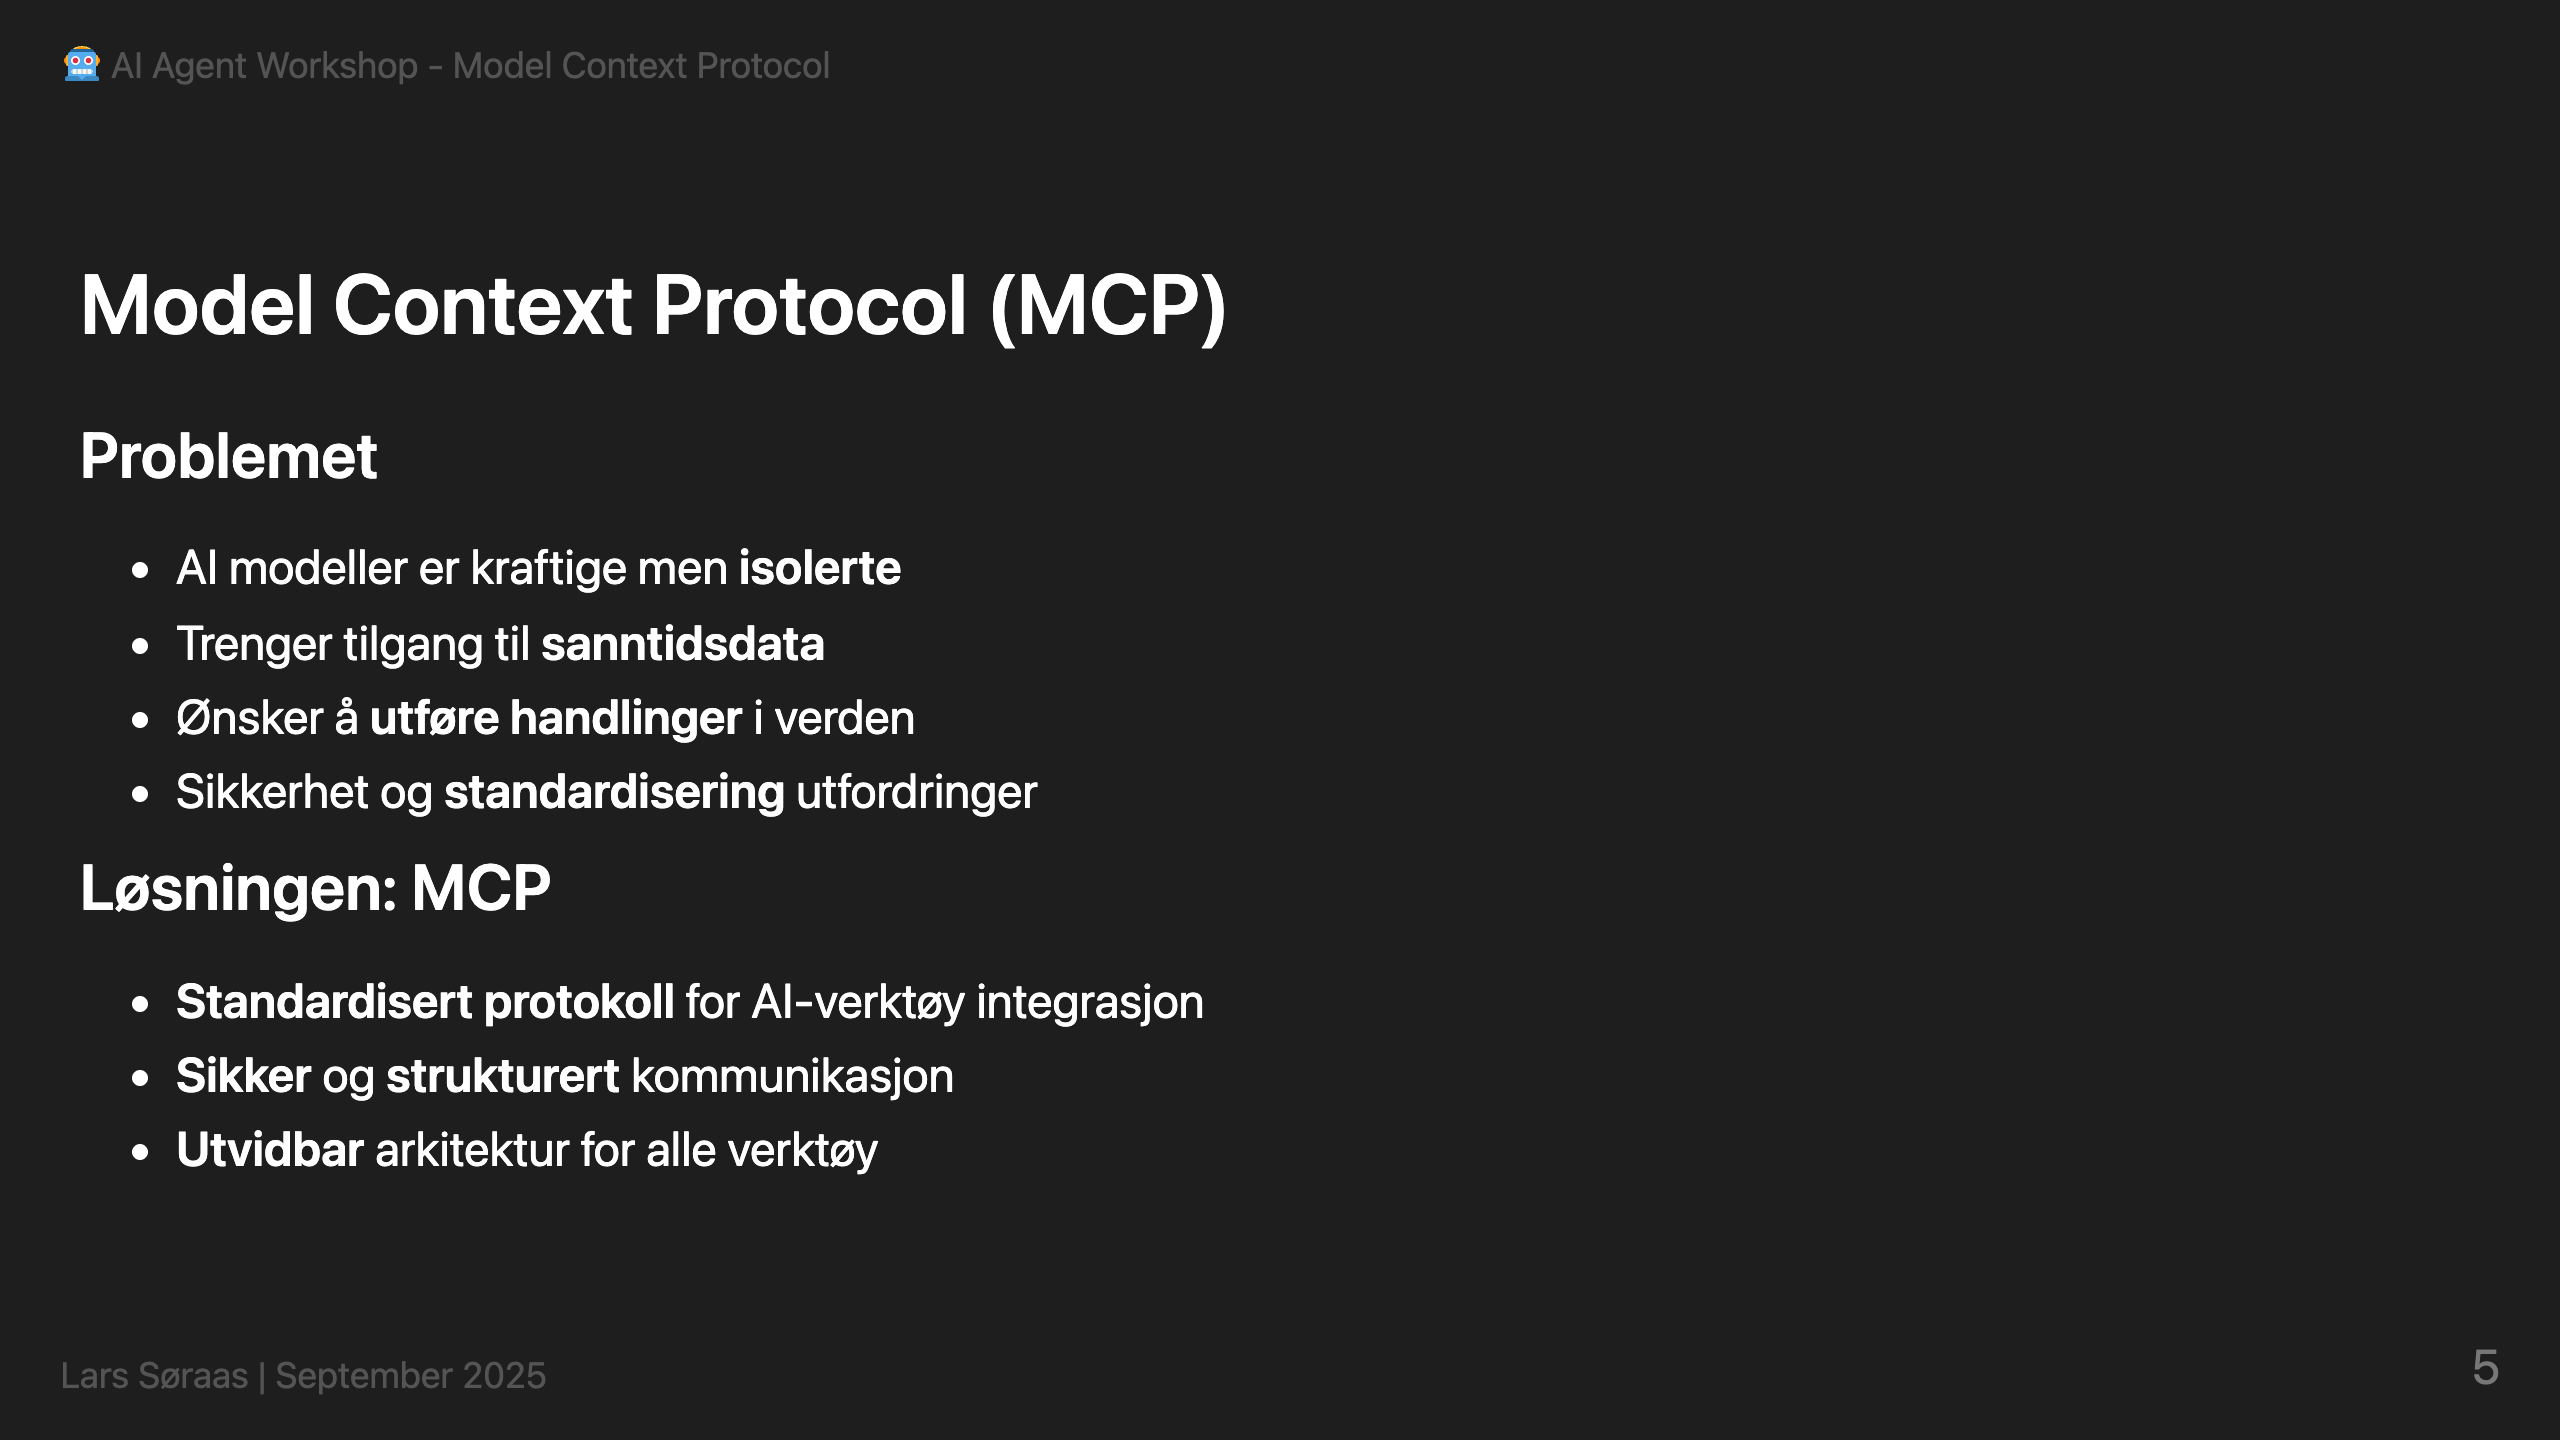 AI Agent Workshop - Model Context Protocol
Model Context Protocol (MCP)
Problemet
AI modeller er kraftige men isolerte
Trenger tilgang til sanntidsdata
Ønsker å utføre handlinger i verden
Sikkerhet og standardisering utfordringer
Løsningen: MCP
Standardisert protokoll for AI-verktøy integrasjon
Sikker og strukturert kommunikasjon
Utvidbar arkitektur for alle verktøy
Lars Søraas | September 2025
5